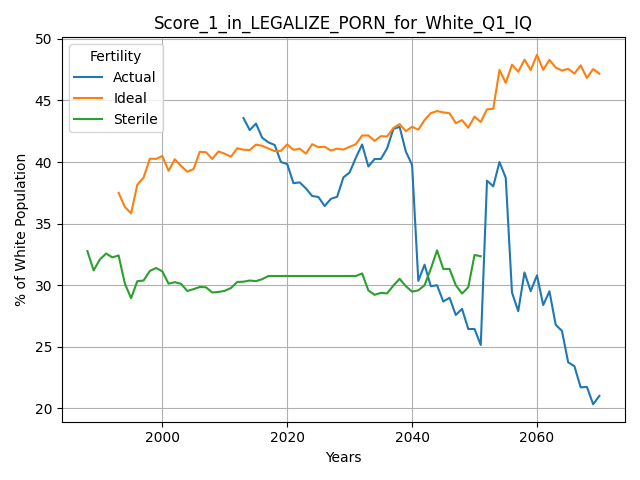 Score_1_in_LEGALIZE_PORN_for_White_Q1_IQ
Fertility
Actual
Ideal
Sterile
% of White Population
50
45
40
35
30
25
20
2000
2020
2040
2060
Years